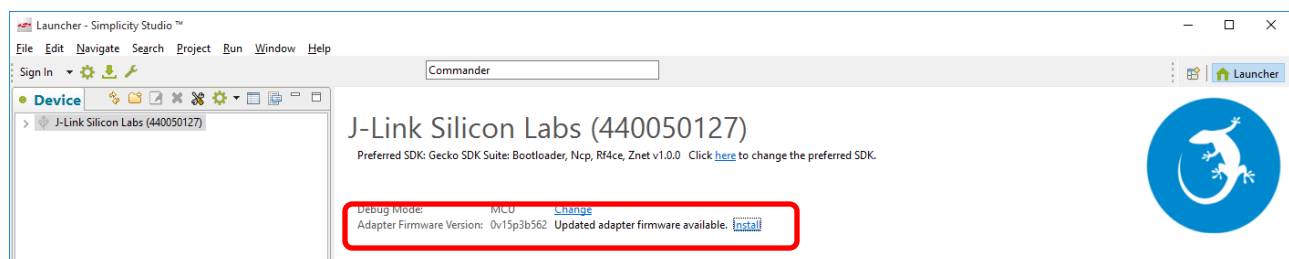 Launcher - Simplicity Studio ™
File Edit Navigate Search Project Run Window Help
Sign In
Commander
Launcher
Device
J-Link Silicon Labs (440050127)
J-Link Silicon Labs (440050127)
Preferred SDK: Gecko SDK Suite: Bootloader, Ncp, Rf4ce, Znet v1.0.0 Click here to change the preferred SDK.
Debug Mode: MCU Change
Adapter Firmware Version: 0v15p3b562 Updated adapter firmware available. Install